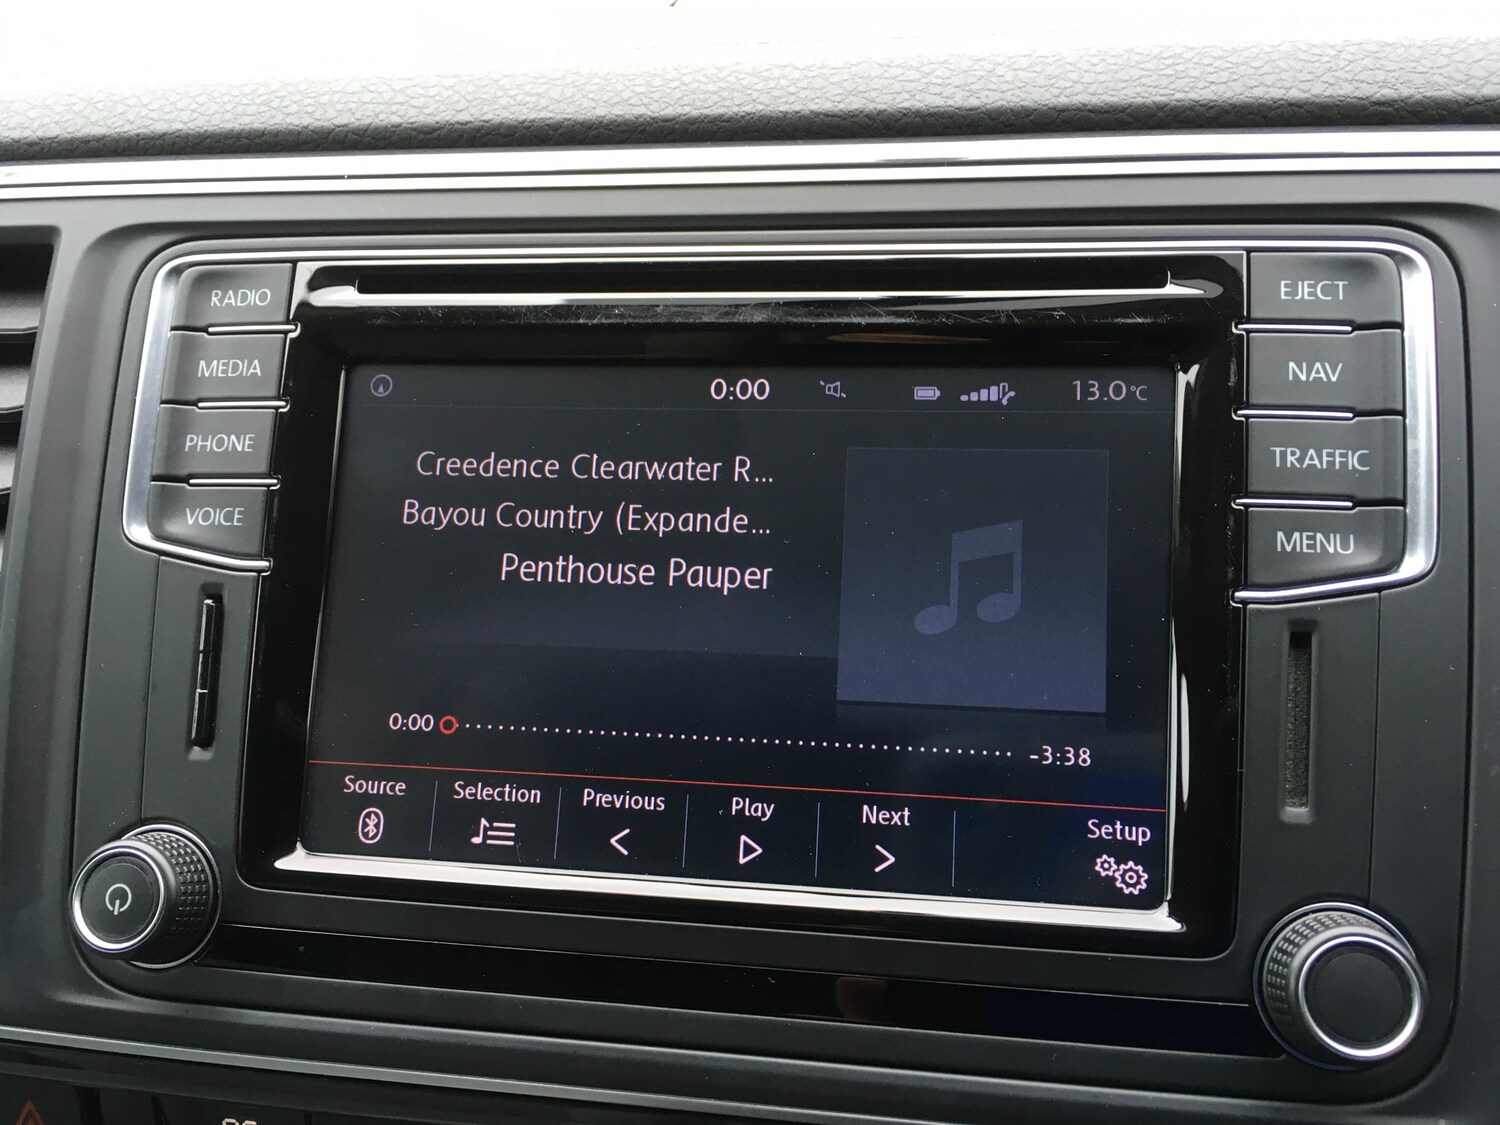 RADIO
MEDIA
PHONE
VOICE
EJECT
NAV
TRAFFIC
MENU
0:00
13.0°C
Creedence Clearwater R...
Bayou Country (Expande...
Penthouse Pauper
0:00
-3:38
Source
Selection
Previous
Play
Next
Setup